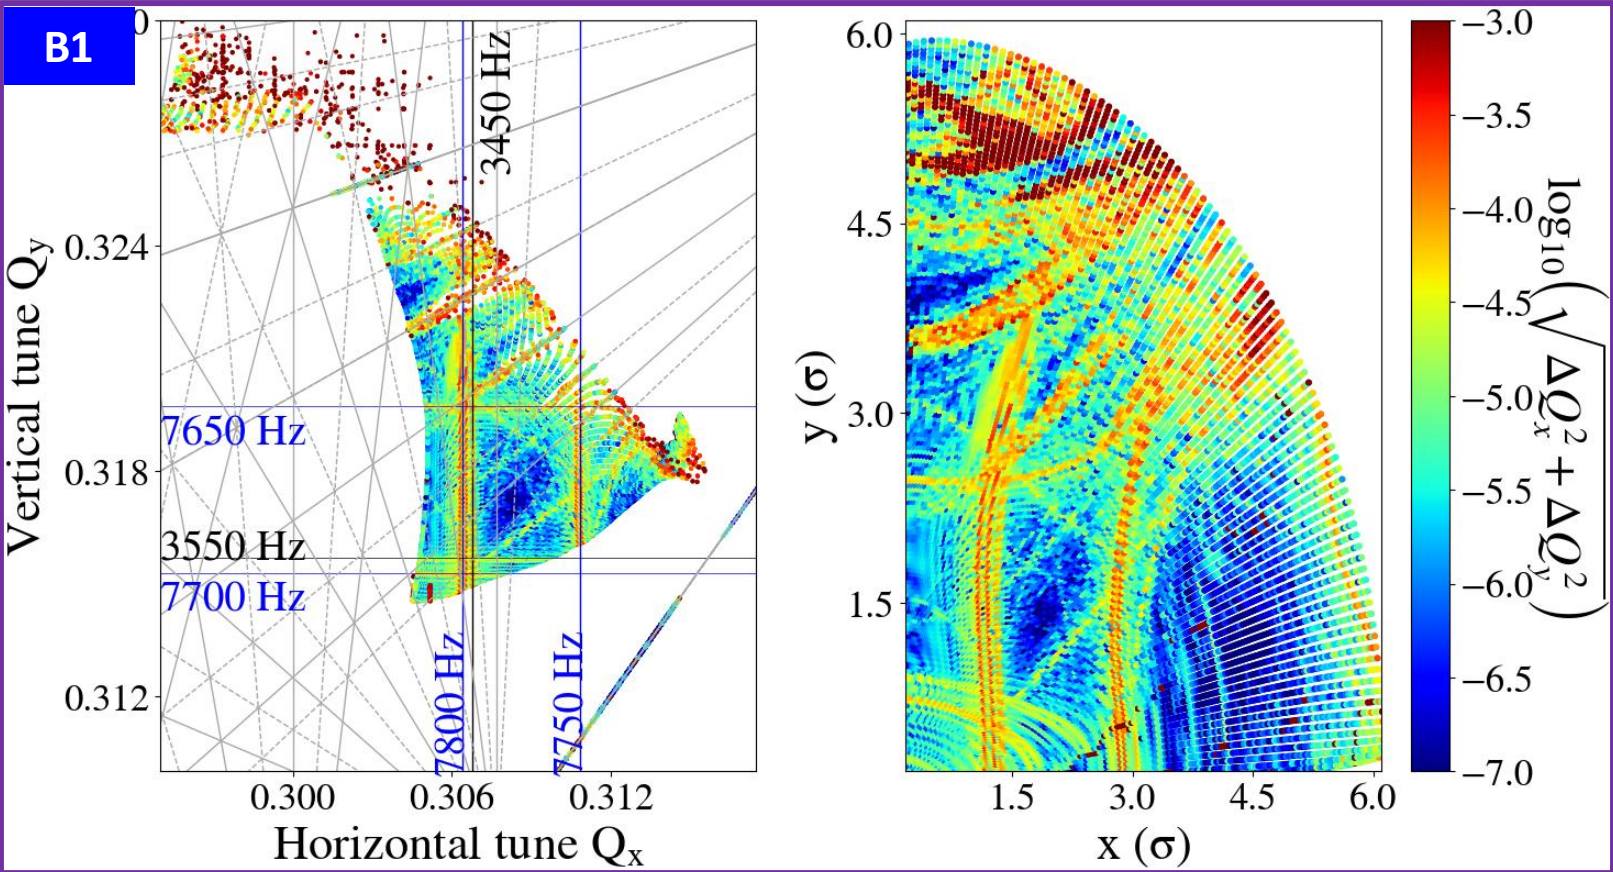 B1
0
0.324
0.318
0.312
Vertical tune Qy
3450 Hz
7650 Hz
3550 Hz
7700 Hz
7800 Hz
7750 Hz
0.300 0.306 0.312
Horizontal tune Qx
6.0
4.5
3.0
1.5
y (σ)
1.5 3.0 4.5 6.0
x (σ)
−3.0
−3.5
−4.0
−4.5
−5.0
−5.5
−6.0
−6.5
−7.0
log₁₀(√ΔQ²ₓ + ΔQ²ᵧ)